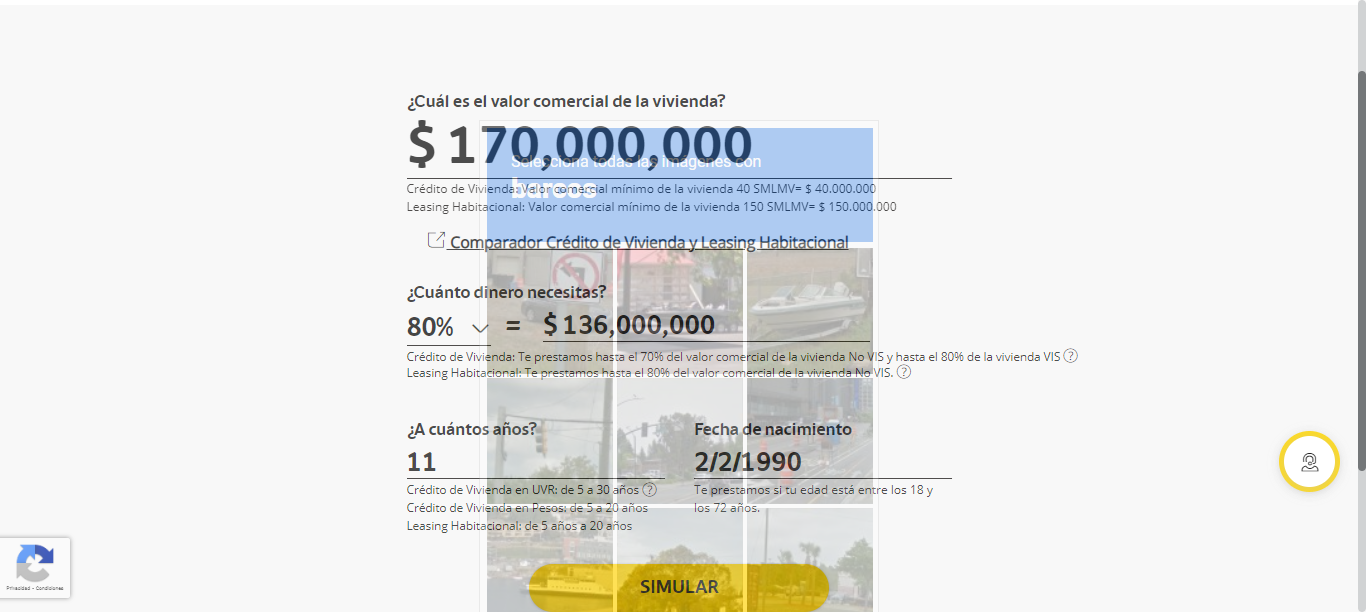 ¿Cuál es el valor comercial de la vivienda?
$ 170,000,000
Selecciona todas las imágenes con
barcos
Crédito de Vivienda: Valor comercial mínimo de la vivienda 40 SMLMV= $ 40.000.000
Leasing Habitacional: Valor comercial mínimo de la vivienda 150 SMLMV= $ 150.000.000
Comparador Crédito de Vivienda y Leasing Habitacional
¿Cuánto dinero necesitas?
80% = $ 136,000,000
Crédito de Vivienda: Te prestamos hasta el 70% del valor comercial de la vivienda No VIS y hasta el 80% de la vivienda VIS ?
Leasing Habitacional: Te prestamos hasta el 80% del valor comercial de la vivienda No VIS. ?
¿A cuántos años?
11
Crédito de Vivienda en UVR: de 5 a 30 años ?
Crédito de Vivienda en Pesos: de 5 a 20 años
Leasing Habitacional: de 5 años a 20 años
Fecha de nacimiento
2/2/1990
Te prestamos si tu edad está entre los 18 y
los 72 años.
SIMULAR
Privacidad - Condiciones